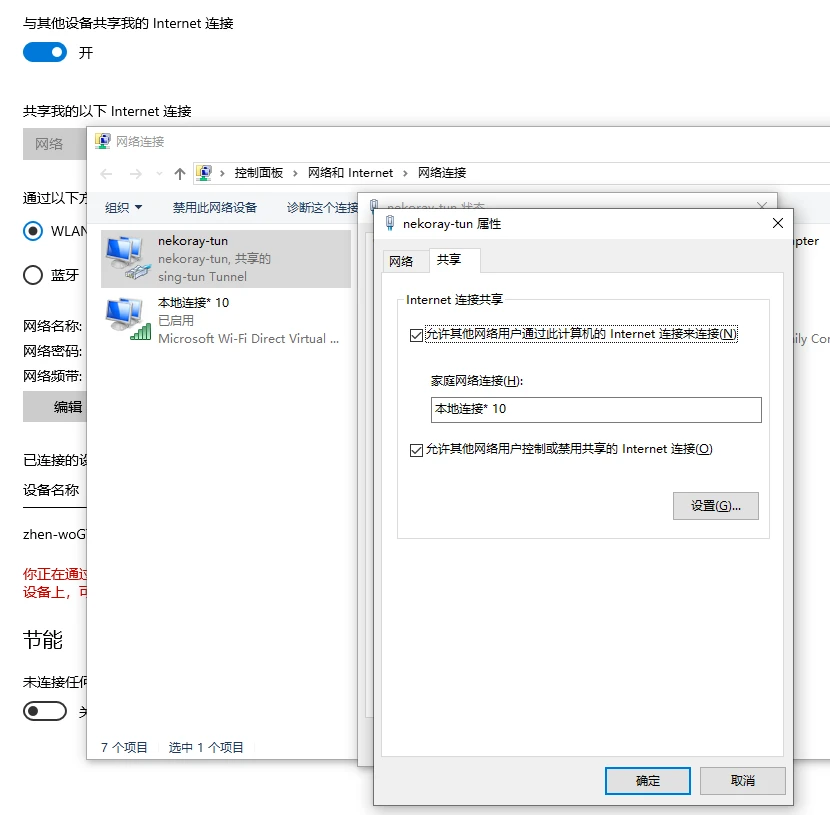 与其他设备共享我的 Internet 连接
开
共享我的以下 Internet 连接
网络
通过以下方
WLAN
蓝牙
网络名称:
网络密码:
网络频带:
编辑
已连接的设
设备名称
zhen-woG
你正在通过
设备上，可
节能
未连接任何
网络连接
控制面板 › 网络和 Internet › 网络连接
组织 禁用此网络设备 诊断这个连接
nekoray-tun
nekoray-tun, 共享的
sing-tun Tunnel
本地连接* 10
已启用
Microsoft Wi-Fi Direct Virtual ...
7 个项目 选中 1 个项目
nekoray-tun 状态
nekoray-tun 属性
网络 共享
Internet 连接共享
允许其他网络用户通过此计算机的 Internet 连接来连接(N)
家庭网络连接(H):
本地连接* 10
允许其他网络用户控制或禁用共享的 Internet 连接(O)
设置(G)...
确定 取消
pter
ily Cor